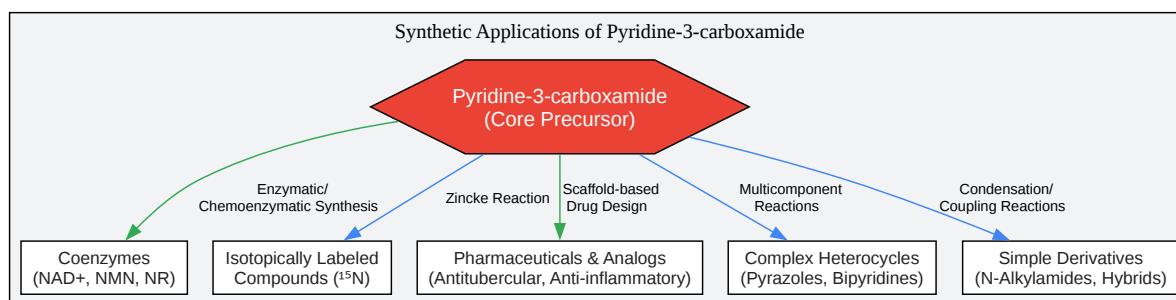 Synthetic Applications of Pyridine-3-carboxamide
Pyridine-3-carboxamide
(Core Precursor)
Enzymatic/
Chemoenzymatic Synthesis
Zincke Reaction
Scaffold-based
Drug Design
Multicomponent
Reactions
Condensation/
Coupling Reactions
Coenzymes
(NAD+, NMN, NR)
Isotopically Labeled
Compounds (¹⁵N)
Pharmaceuticals & Analogs
(Antitubercular, Anti-inflammatory)
Complex Heterocycles
(Pyrazoles, Bipyridines)
Simple Derivatives
(N-Alkylamides, Hybrids)